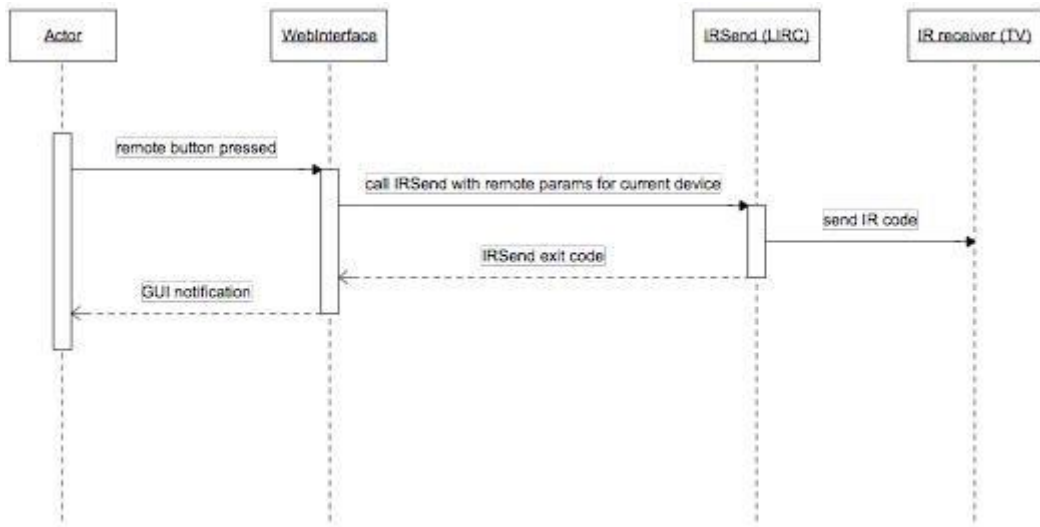 Actor
WebInterface
IRSend (LIRC)
IR receiver (TV)
remote button pressed
call IRSend with remote params for current device
send IR code
IRSend exit code
GUI notification